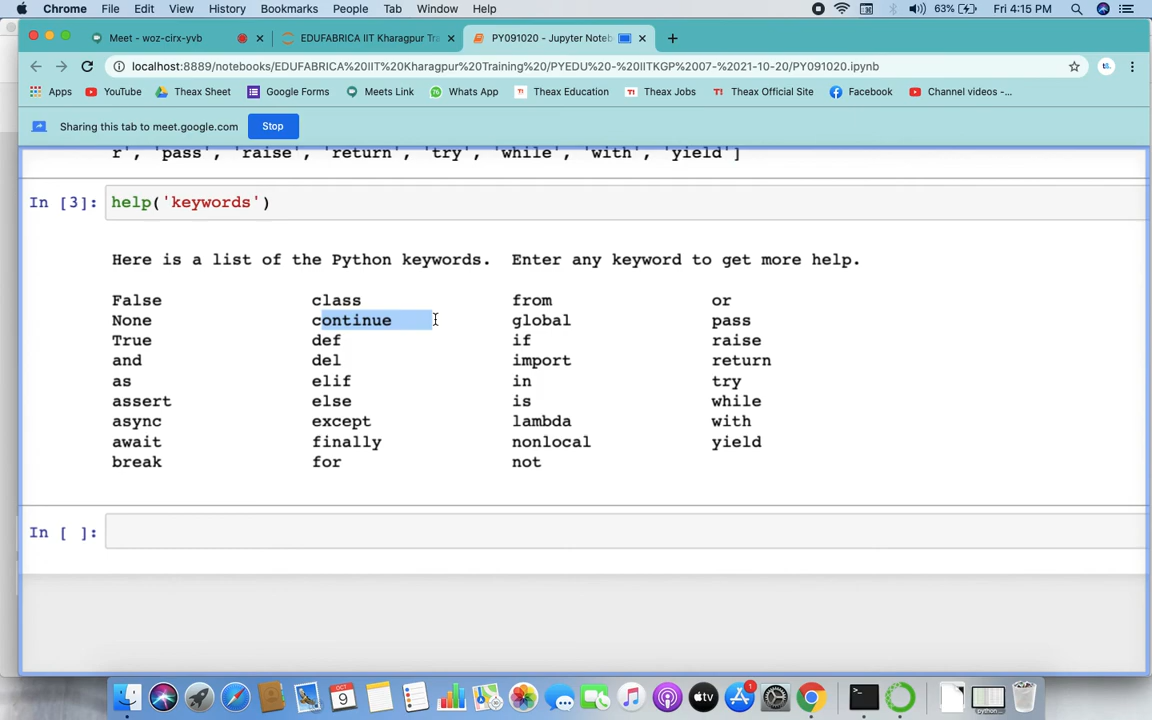 Chrome File Edit View History Bookmarks People Tab Window Help 63% Fri 4:15 PM
Meet - woz-cirx-yvb EDUFABRICA IIT Kharagpur Tra PY091020 - Jupyter Noteb
localhost:8889/notebooks/EDUFABRICA%20IIT%20Kharagpur%20Training%20/PYEDU%20-%20IITKGP%2007-%2021-10-20/PY091020.ipynb
Apps YouTube Theax Sheet Google Forms Meets Link Whats App Theax Education Theax Jobs Theax Official Site Facebook Channel videos -...
Sharing this tab to meet.google.com Stop
r', 'pass', 'raise', 'return', 'try', 'while', 'with', 'yield']
In [3]: help('keywords')
Here is a list of the Python keywords. Enter any keyword to get more help.
False class from or
None continue global pass
True def if raise
and del import return
as elif in try
assert else is while
async except lambda with
await finally nonlocal yield
break for not
In [ ]:
OCT
9
tv
1